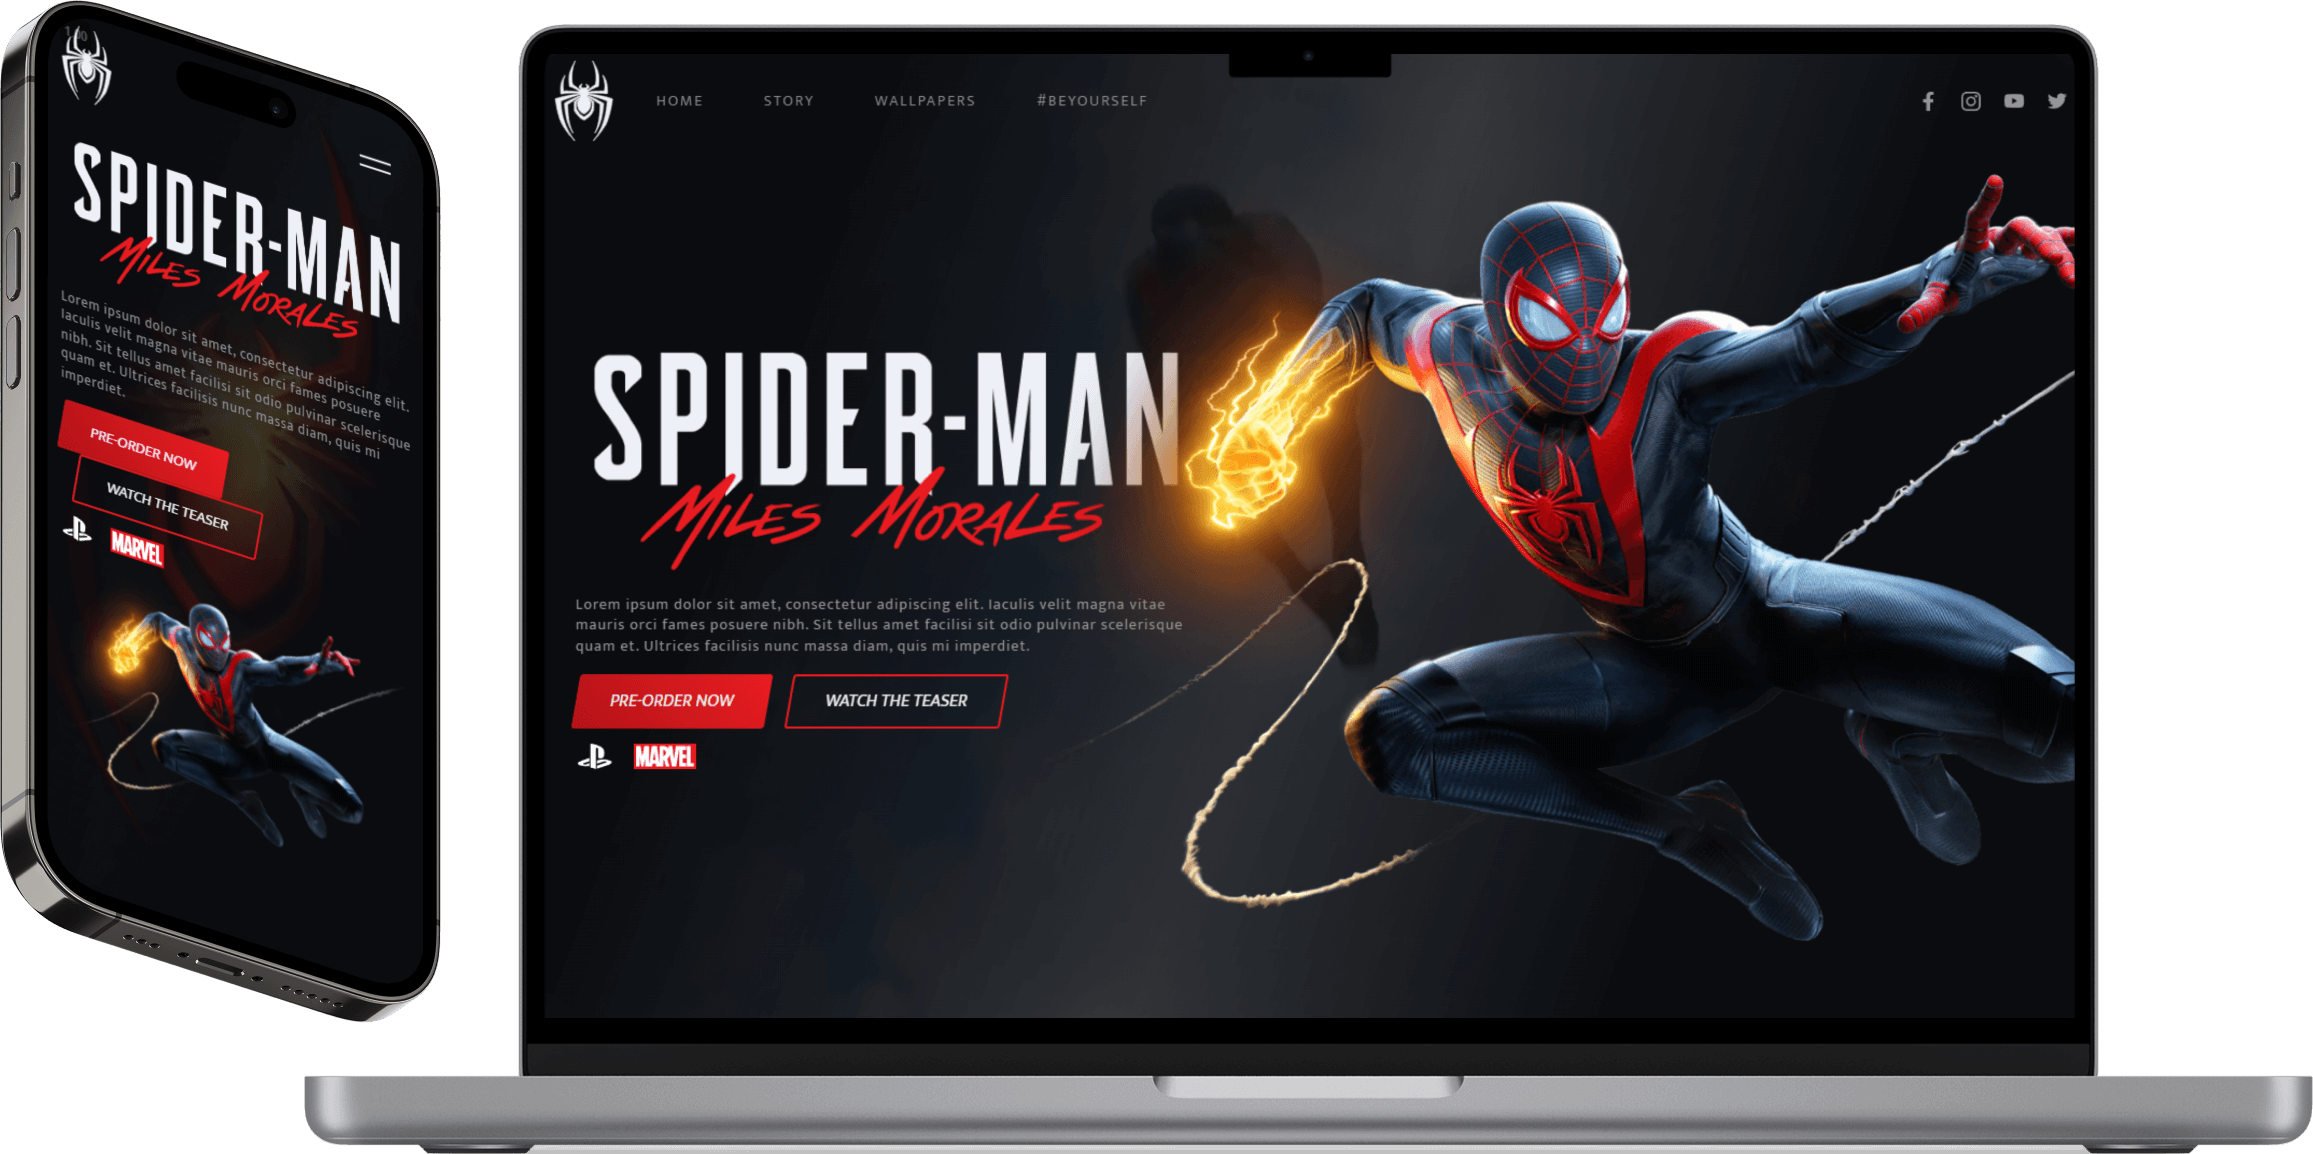 SPIDER-MAN
MILES MORALES
Lorem ipsum dolor sit amet, consectetur adipiscing elit.
Iaculis velit magna vitae mauris orci fames posuere
nibh. Sit tellus amet facilisi sit odio pulvinar scelerisque
quam et. Ultrices facilisis nunc massa diam, quis mi
imperdiet.
PRE-ORDER NOW
WATCH THE TEASER
MARVEL
HOME STORY WALLPAPERS #BEYOURSELF
SPIDER-MAN
MILES MORALES
Lorem ipsum dolor sit amet, consectetur adipiscing elit. Iaculis velit magna vitae
mauris orci fames posuere nibh. Sit tellus amet facilisi sit odio pulvinar scelerisque
quam et. Ultrices facilisis nunc massa diam, quis mi imperdiet.
PRE-ORDER NOW WATCH THE TEASER
MARVEL